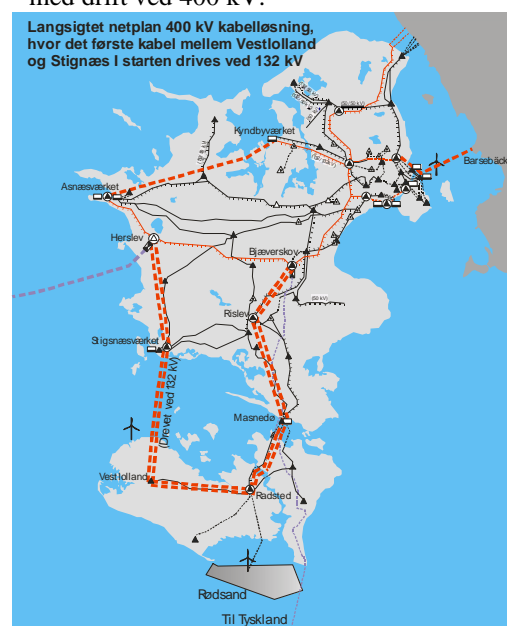 med drift ved 400 kV.
Langsigtet netplan 400 kV kabelløsning,
hvor det første kabel mellem Vestlolland
og Stignæs I starten drives ved 132 kV
Kyndbyværket
Barsebäck
Asnæsværket
Herslev
Bjæverskov
(50 kV)
Rislev
Stigsnæsværket
(Drevet ved 132 kV)
Masnedø
Vestlolland
Radsted
Rødsand
Til Tyskland